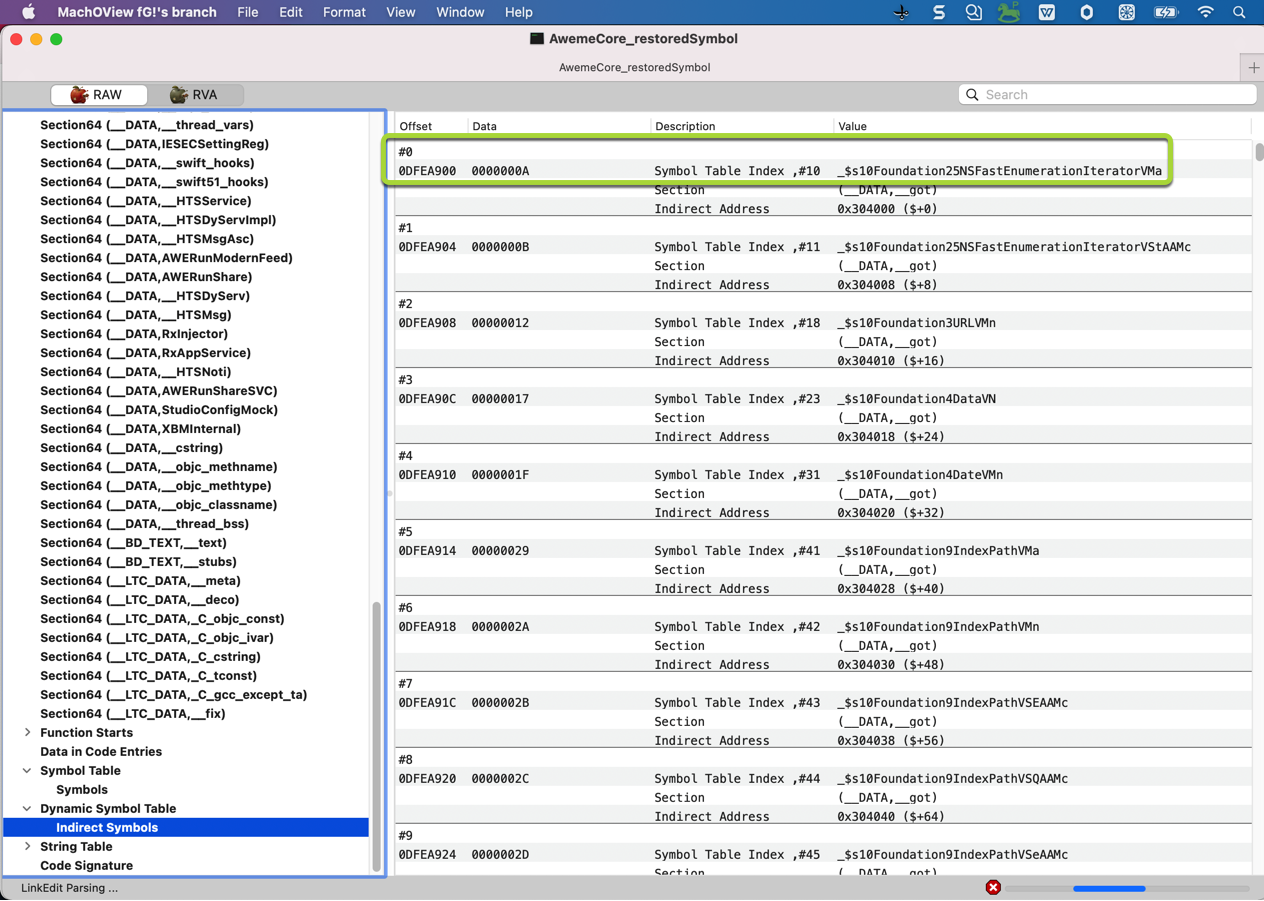 MachOView fG!'s branch File Edit Format View Window Help
AwemeCore_restoredSymbol
AwemeCore_restoredSymbol
RAW RVA Search
Section64 (__DATA,__thread_vars)
Section64 (__DATA,IESECSettingReg)
Section64 (__DATA,__swift_hooks)
Section64 (__DATA,__swift51_hooks)
Section64 (__DATA,__HTSService)
Section64 (__DATA,__HTSDyServImpl)
Section64 (__DATA,__HTSMsgAsc)
Section64 (__DATA,AWERunModernFeed)
Section64 (__DATA,AWERunShare)
Section64 (__DATA,__HTSDyServ)
Section64 (__DATA,__HTSMsg)
Section64 (__DATA,RxInjector)
Section64 (__DATA,RxAppService)
Section64 (__DATA,__HTSNoti)
Section64 (__DATA,AWERunShareSVC)
Section64 (__DATA,StudioConfigMock)
Section64 (__DATA,XBMInternal)
Section64 (__DATA,__cstring)
Section64 (__DATA,__objc_methname)
Section64 (__DATA,__objc_methtype)
Section64 (__DATA,__objc_classname)
Section64 (__DATA,__thread_bss)
Section64 (__BD_TEXT,__text)
Section64 (__BD_TEXT,__stubs)
Section64 (__LTC_DATA,__meta)
Section64 (__LTC_DATA,__deco)
Section64 (__LTC_DATA,_C_objc_const)
Section64 (__LTC_DATA,_C_objc_ivar)
Section64 (__LTC_DATA,_C_cstring)
Section64 (__LTC_DATA,_C_tconst)
Section64 (__LTC_DATA,_C_gcc_except_ta)
Section64 (__LTC_DATA,__fix)
Function Starts
Data in Code Entries
Symbol Table
Symbols
Dynamic Symbol Table
Indirect Symbols
String Table
Code Signature
Offset Data Description Value
#0
0DFEA900 0000000A Symbol Table Index ,#10 _$s10Foundation25NSFastEnumerationIteratorVMa
Section (__DATA,__got)
Indirect Address 0x304000 ($+0)
#1
0DFEA904 0000000B Symbol Table Index ,#11 _$s10Foundation25NSFastEnumerationIteratorVStAAMc
Section (__DATA,__got)
Indirect Address 0x304008 ($+8)
#2
0DFEA908 00000012 Symbol Table Index ,#18 _$s10Foundation3URLVMn
Section (__DATA,__got)
Indirect Address 0x304010 ($+16)
#3
0DFEA90C 00000017 Symbol Table Index ,#23 _$s10Foundation4DataVN
Section (__DATA,__got)
Indirect Address 0x304018 ($+24)
#4
0DFEA910 0000001F Symbol Table Index ,#31 _$s10Foundation4DateVMn
Section (__DATA,__got)
Indirect Address 0x304020 ($+32)
#5
0DFEA914 00000029 Symbol Table Index ,#41 _$s10Foundation9IndexPathVMa
Section (__DATA,__got)
Indirect Address 0x304028 ($+40)
#6
0DFEA918 0000002A Symbol Table Index ,#42 _$s10Foundation9IndexPathVMn
Section (__DATA,__got)
Indirect Address 0x304030 ($+48)
#7
0DFEA91C 0000002B Symbol Table Index ,#43 _$s10Foundation9IndexPathVSEAAMc
Section (__DATA,__got)
Indirect Address 0x304038 ($+56)
#8
0DFEA920 0000002C Symbol Table Index ,#44 _$s10Foundation9IndexPathVSQAAMc
Section (__DATA,__got)
Indirect Address 0x304040 ($+64)
#9
0DFEA924 0000002D Symbol Table Index ,#45 _$s10Foundation9IndexPathVSeAAMc
Section (__DATA,__got)
LinkEdit Parsing ...